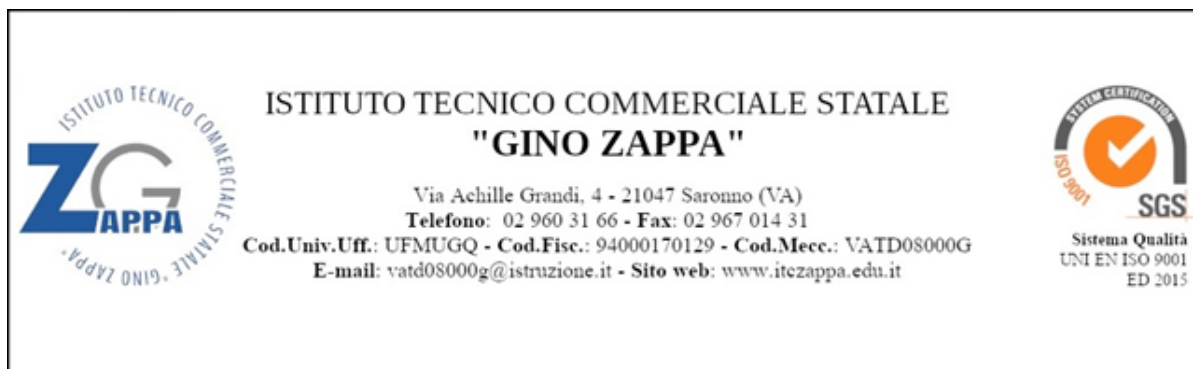 ISTITUTO TECNICO COMMERCIALE STATALE "GINO ZAPPA"
ZG
APPA
ISTITUTO TECNICO COMMERCIALE STATALE
"GINO ZAPPA"
Via Achille Grandi, 4 - 21047 Saronno (VA)
Telefono: 02 960 31 66 - Fax: 02 967 014 31
Cod.Univ.Uff.: UFMUGQ - Cod.Fisc.: 94000170129 - Cod.Mecc.: VATD08000G
E-mail: vatd08000g@istruzione.it - Sito web: www.itczappa.edu.it
SYSTEM CERTIFICATION
ISO 9001
SGS
Sistema Qualità
UNI EN ISO 9001
ED 2015